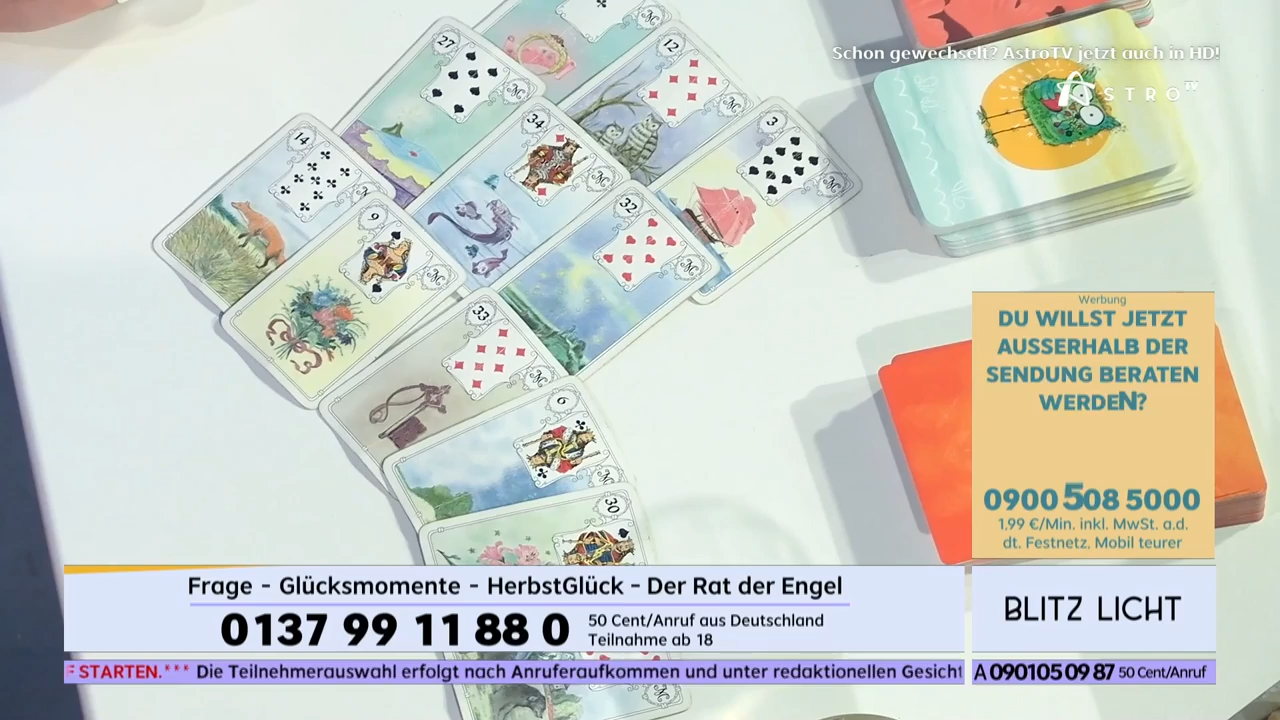 27
12
Schon gewechselt? AstroTV jetzt auch in HD!
ASTRO TV
34
3
14
9
32
33
6
30
Werbung
DU WILLST JETZT
AUSSERHALB DER
SENDUNG BERATEN
WERDEN?
0900 508 5000
1,99 €/Min. inkl. MwSt. a.d.
dt. Festnetz, Mobil teurer
Frage - Glücksmomente - HerbstGlück - Der Rat der Engel
0137 99 11 88 0
50 Cent/Anruf aus Deutschland
Teilnahme ab 18
BLITZ LICHT
STARTEN.*** Die Teilnehmerauswahl erfolgt nach Anruferaufkommen und unter redaktionellen Gesicht
A 090105 09 87 50 Cent/Anruf